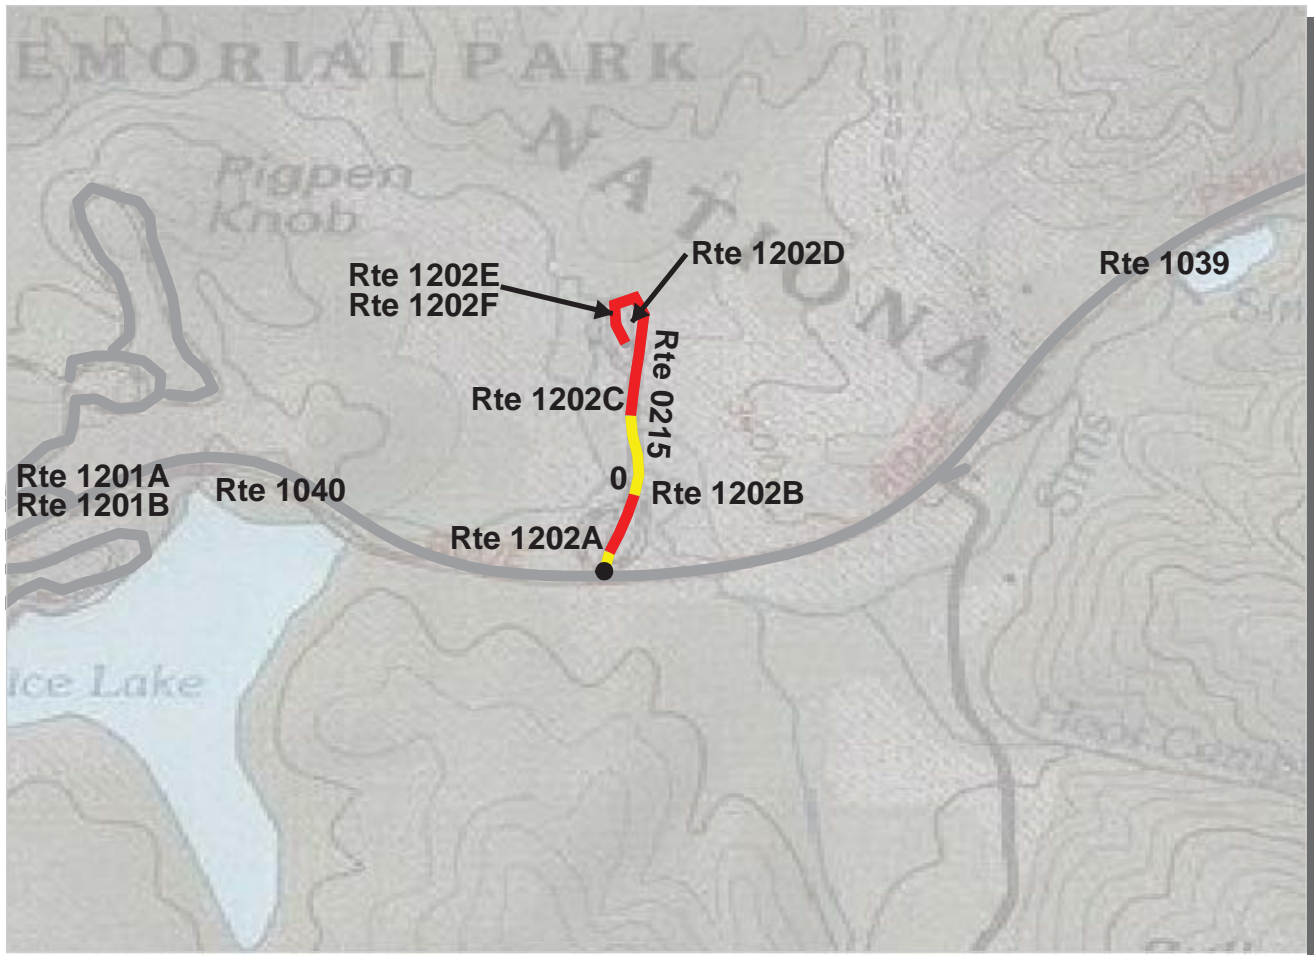 EMORIAL PARK
NATIONA
Pigpen
Knob
Rte 1202D
Rte 1039
Rte 1202E
Rte 1202F
Rte 0215
Rte 1202C
0
Rte 1202B
Rte 1201A
Rte 1201B
Rte 1040
Rte 1202A
ice Lake